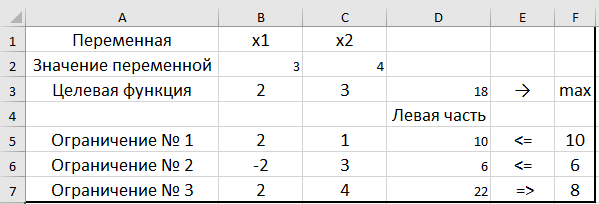 A B C D E F
1 Переменная x1 x2
2 Значение переменной 3 4
3 Целевая функция 2 3 18 → max
4 Левая часть
5 Ограничение № 1 2 1 10 <= 10
6 Ограничение № 2 -2 3 6 <= 6
7 Ограничение № 3 2 4 22 => 8